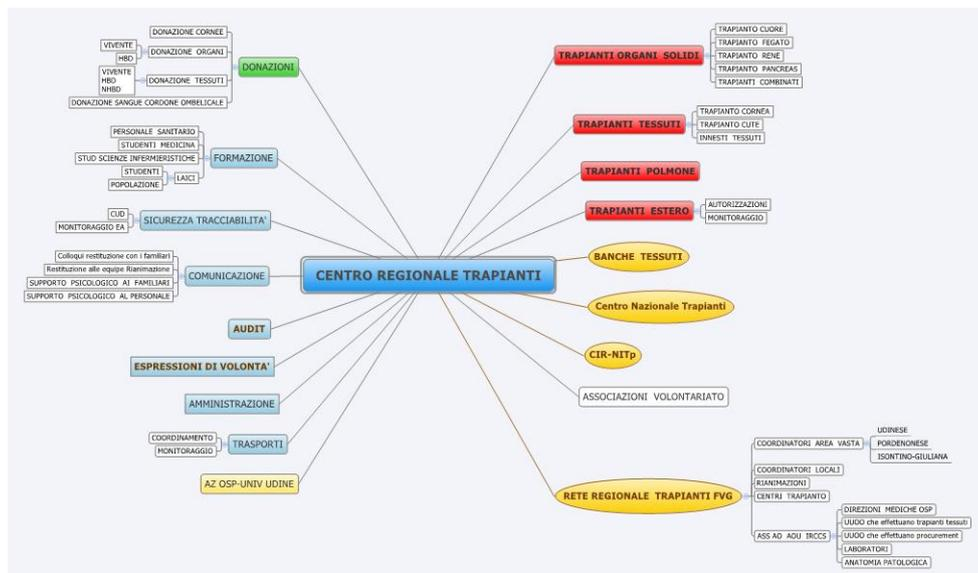 CENTRO REGIONALE TRAPIANTI
DONAZIONI
DONAZIONE CORNEE
DONAZIONE ORGANI
VIVENTE
HBD
DONAZIONE TESSUTI
VIVENTE
HBD
NHBD
DONAZIONE SANGUE CORDONE OMBELICALE
FORMAZIONE
PERSONALE SANITARIO
STUDENTI MEDICINA
STUD SCIENZE INFERMIERISTICHE
LAICI
STUDENTI
POPOLAZIONE
SICUREZZA TRACCIABILITA'
CUD
MONITORAGGIO EA
COMUNICAZIONE
Colloqui restituzione con i familiari
Restituzione alle equipe Rianimazione
SUPPORTO PSICOLOGICO AI FAMILIARI
SUPPORTO PSICOLOGICO AL PERSONALE
AUDIT
ESPRESSIONI DI VOLONTA'
AMMINISTRAZIONE
TRASPORTI
COORDINAMENTO
MONITORAGGIO
AZ OSP-UNIV UDINE
TRAPIANTI ORGANI SOLIDI
TRAPIANTO CUORE
TRAPIANTO FEGATO
TRAPIANTO RENE
TRAPIANTO PANCREAS
TRAPIANTI COMBINATI
TRAPIANTI TESSUTI
TRAPIANTO CORNEA
TRAPIANTO CUTE
INNESTI TESSUTI
TRAPIANTI POLMONE
TRAPIANTI ESTERO
AUTORIZZAZIONI
MONITORAGGIO
BANCHE TESSUTI
Centro Nazionale Trapianti
CIR-NITp
ASSOCIAZIONI VOLONTARIATO
RETE REGIONALE TRAPIANTI FVG
COORDINATORI AREA VASTA
UDINESE
PORDENONESE
ISONTINO-GIULIANA
COORDINATORI LOCALI
RIANIMAZIONI
CENTRI TRAPIANTO
ASS AO AOU IRCCS
DIREZIONI MEDICHE OSP
UUOO che effettuano trapianti tessuti
UUOO che effettuano procurement
LABORATORI
ANATOMIA PATOLOGICA